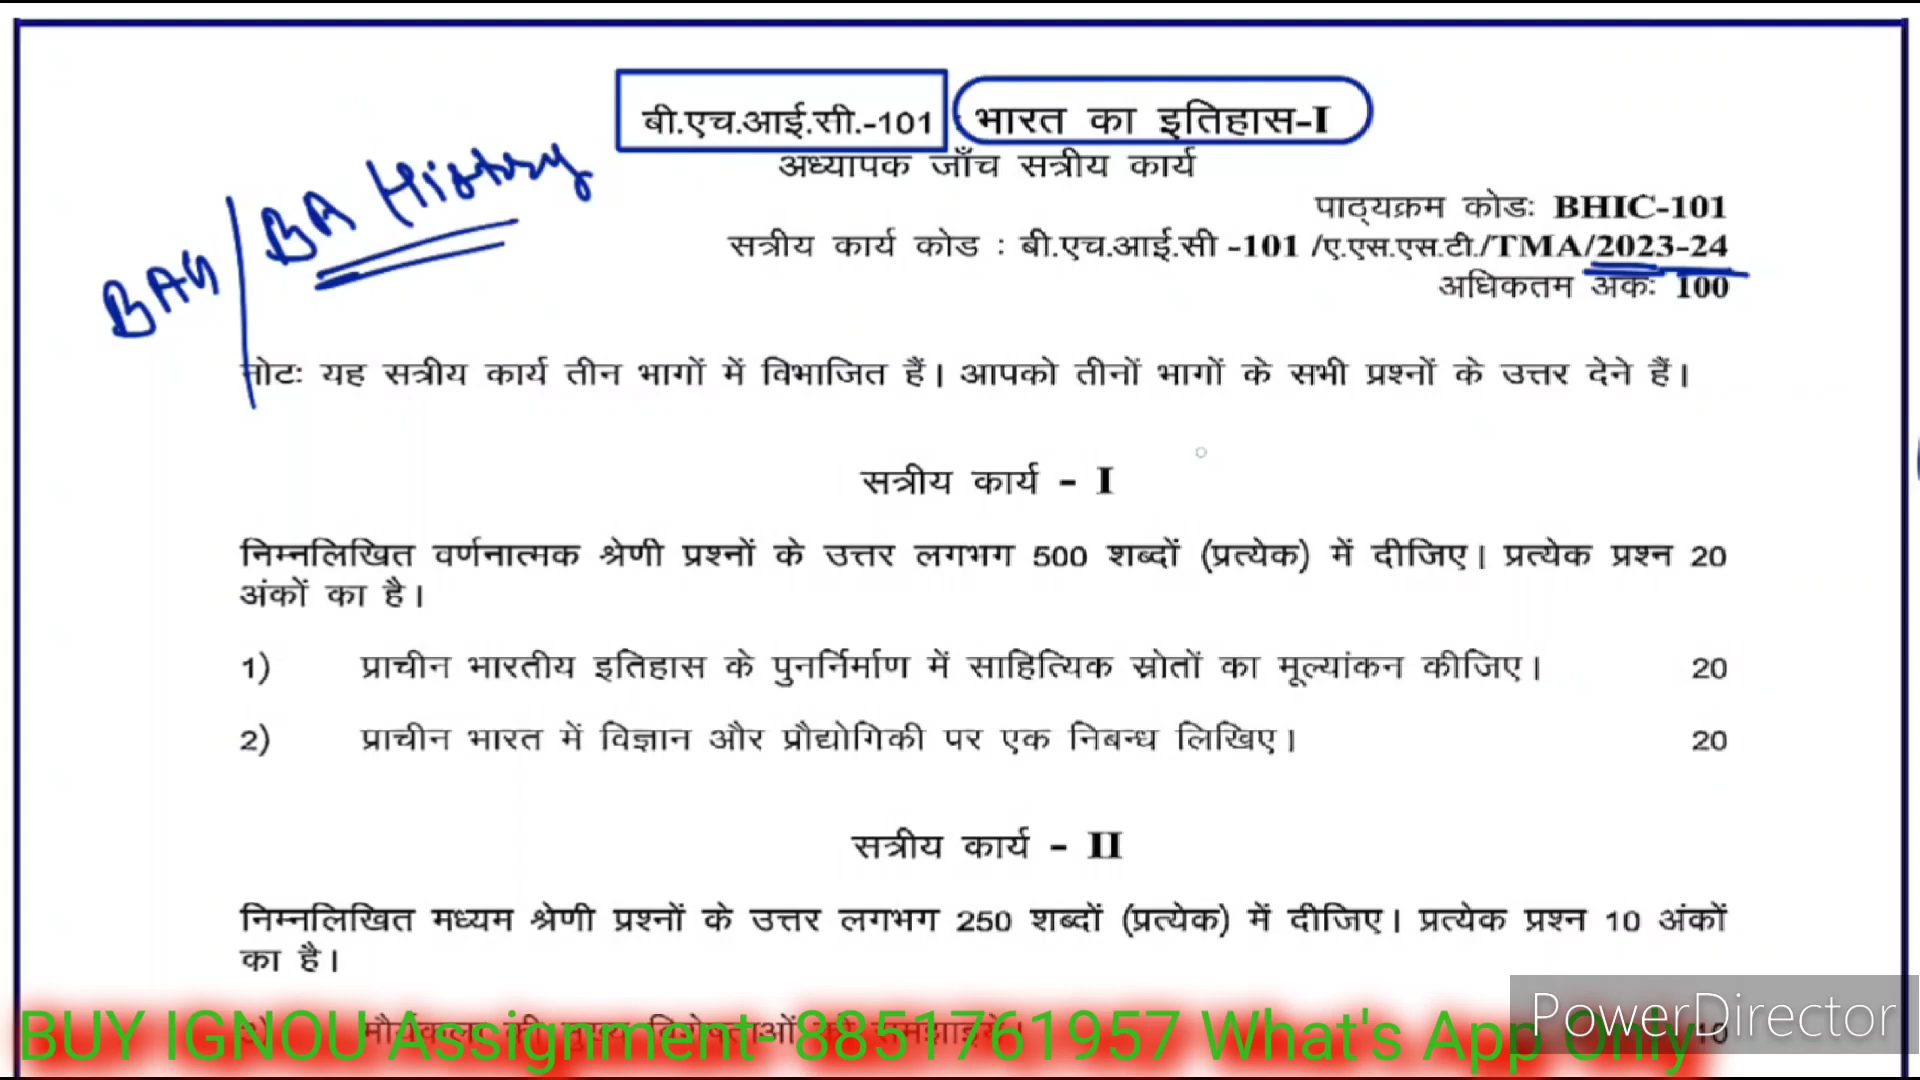 बी.एच.आई.सी.-101 भारत का इतिहास-I
अध्यापक जाँच सत्रीय कार्य
BAG/BA History
पाठ्यक्रम कोडः BHIC-101
सत्रीय कार्य कोड : बी.एच.आई.सी -101 /ए.एस.एस.टी./TMA/2023-24
अधिकतम अंकः 100
नोटः यह सत्रीय कार्य तीन भागों में विभाजित हैं। आपको तीनों भागों के सभी प्रश्नों के उत्तर देने हैं।
सत्रीय कार्य - I
निम्नलिखित वर्णनात्मक श्रेणी प्रश्नों के उत्तर लगभग 500 शब्दों (प्रत्येक) में दीजिए। प्रत्येक प्रश्न 20
अंकों का है।
1) प्राचीन भारतीय इतिहास के पुनर्निर्माण में साहित्यिक स्रोतों का मूल्यांकन कीजिए। 20
2) प्राचीन भारत में विज्ञान और प्रौद्योगिकी पर एक निबन्ध लिखिए। 20
सत्रीय कार्य - II
निम्नलिखित मध्यम श्रेणी प्रश्नों के उत्तर लगभग 250 शब्दों (प्रत्येक) में दीजिए। प्रत्येक प्रश्न 10 अंकों
का है।
10
BUY IGNOU Assignment- 8851761957 What's App Only
PowerDirector